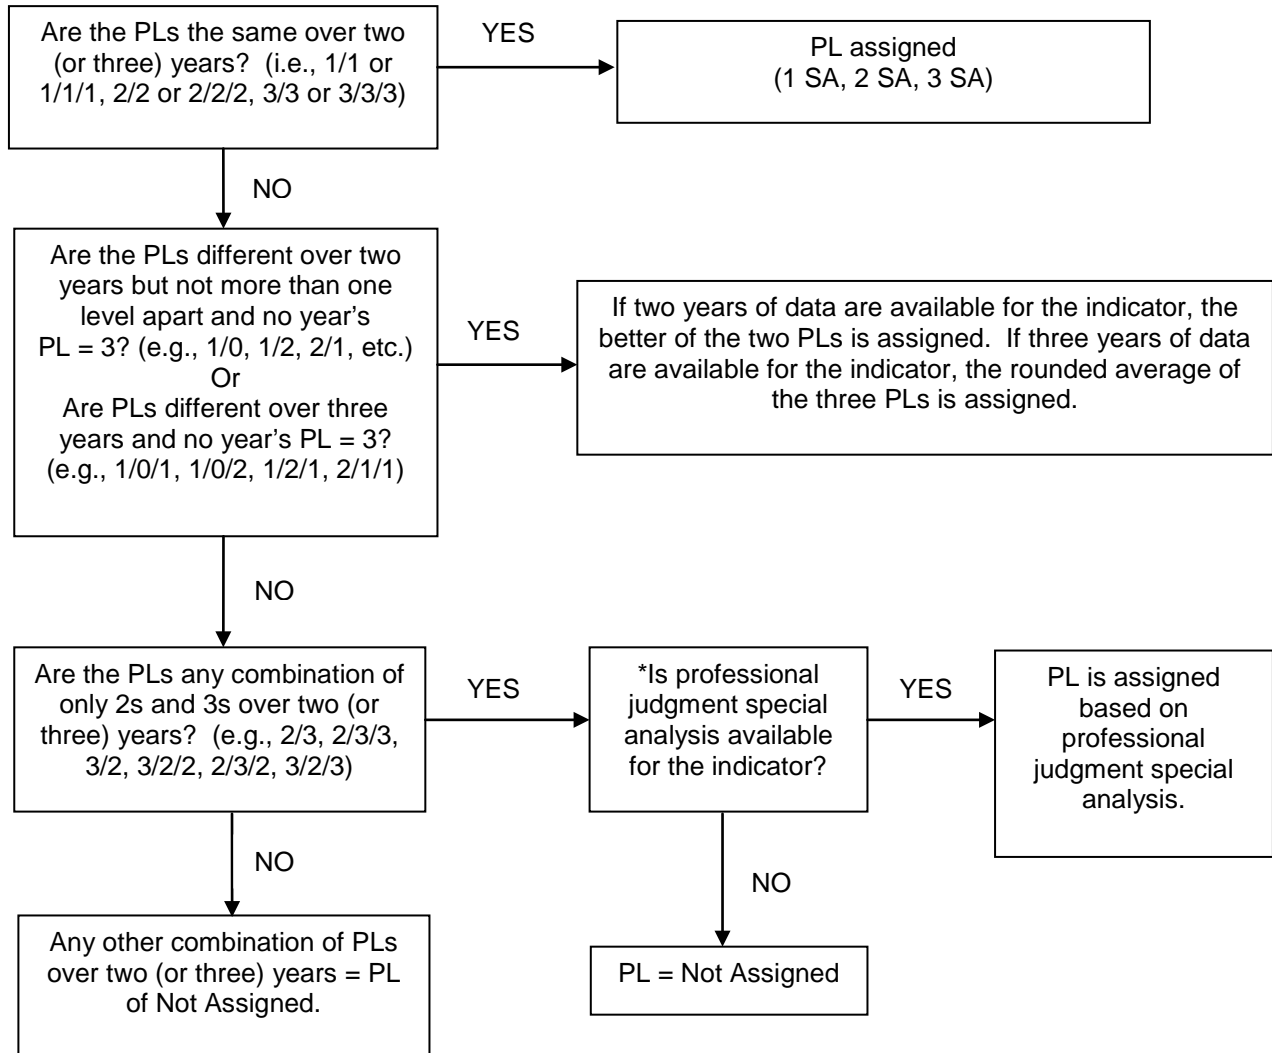 Are the PLs the same over two
(or three) years?  (i.e., 1/1 or
1/1/1, 2/2 or 2/2/2, 3/3 or 3/3/3)
YES
PL assigned
(1 SA, 2 SA, 3 SA)
NO
Are the PLs different over two
years but not more than one
level apart and no year's
PL = 3? (e.g., 1/0, 1/2, 2/1, etc.)
Or
Are PLs different over three
years and no year's PL = 3?
(e.g., 1/0/1, 1/0/2, 1/2/1, 2/1/1)
YES
If two years of data are available for the indicator, the
better of the two PLs is assigned.  If three years of data
are available for the indicator, the rounded average of
the three PLs is assigned.
NO
Are the PLs any combination of
only 2s and 3s over two (or
three) years?  (e.g., 2/3, 2/3/3,
3/2, 3/2/2, 2/3/2, 3/2/3)
YES
*Is professional
judgment special
analysis available
for the indicator?
YES
PL is assigned
based on
professional
judgment special
analysis.
NO
Any other combination of PLs
over two (or three) years = PL
of Not Assigned.
NO
PL = Not Assigned